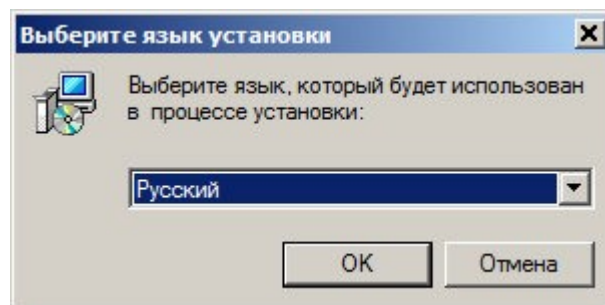 Выберите язык установки
Выберите язык, который будет использован
в процессе установки:
Русский
OK
Отмена